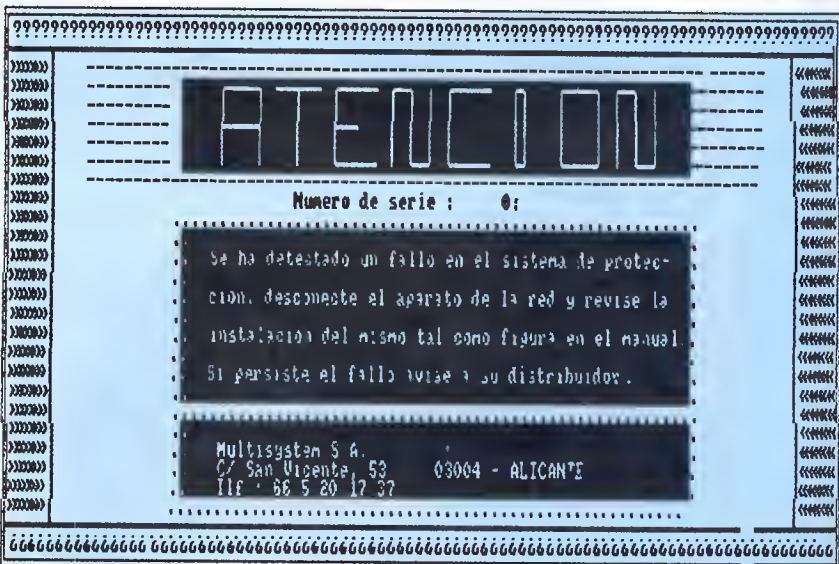 ATENCION
Numero de serie : 0;
Se ha detectado un fallo en el sistema de protec-
cion, desconecte el aparato de la red y revise la
instalacion del mismo tal como figura en el manual.
Si persiste el fallo avise a su distribuidor.
Multisystem S.A.
C/ San Vicente, 53 03004 - ALICANTE
Tlf : 66 5 20 17 37